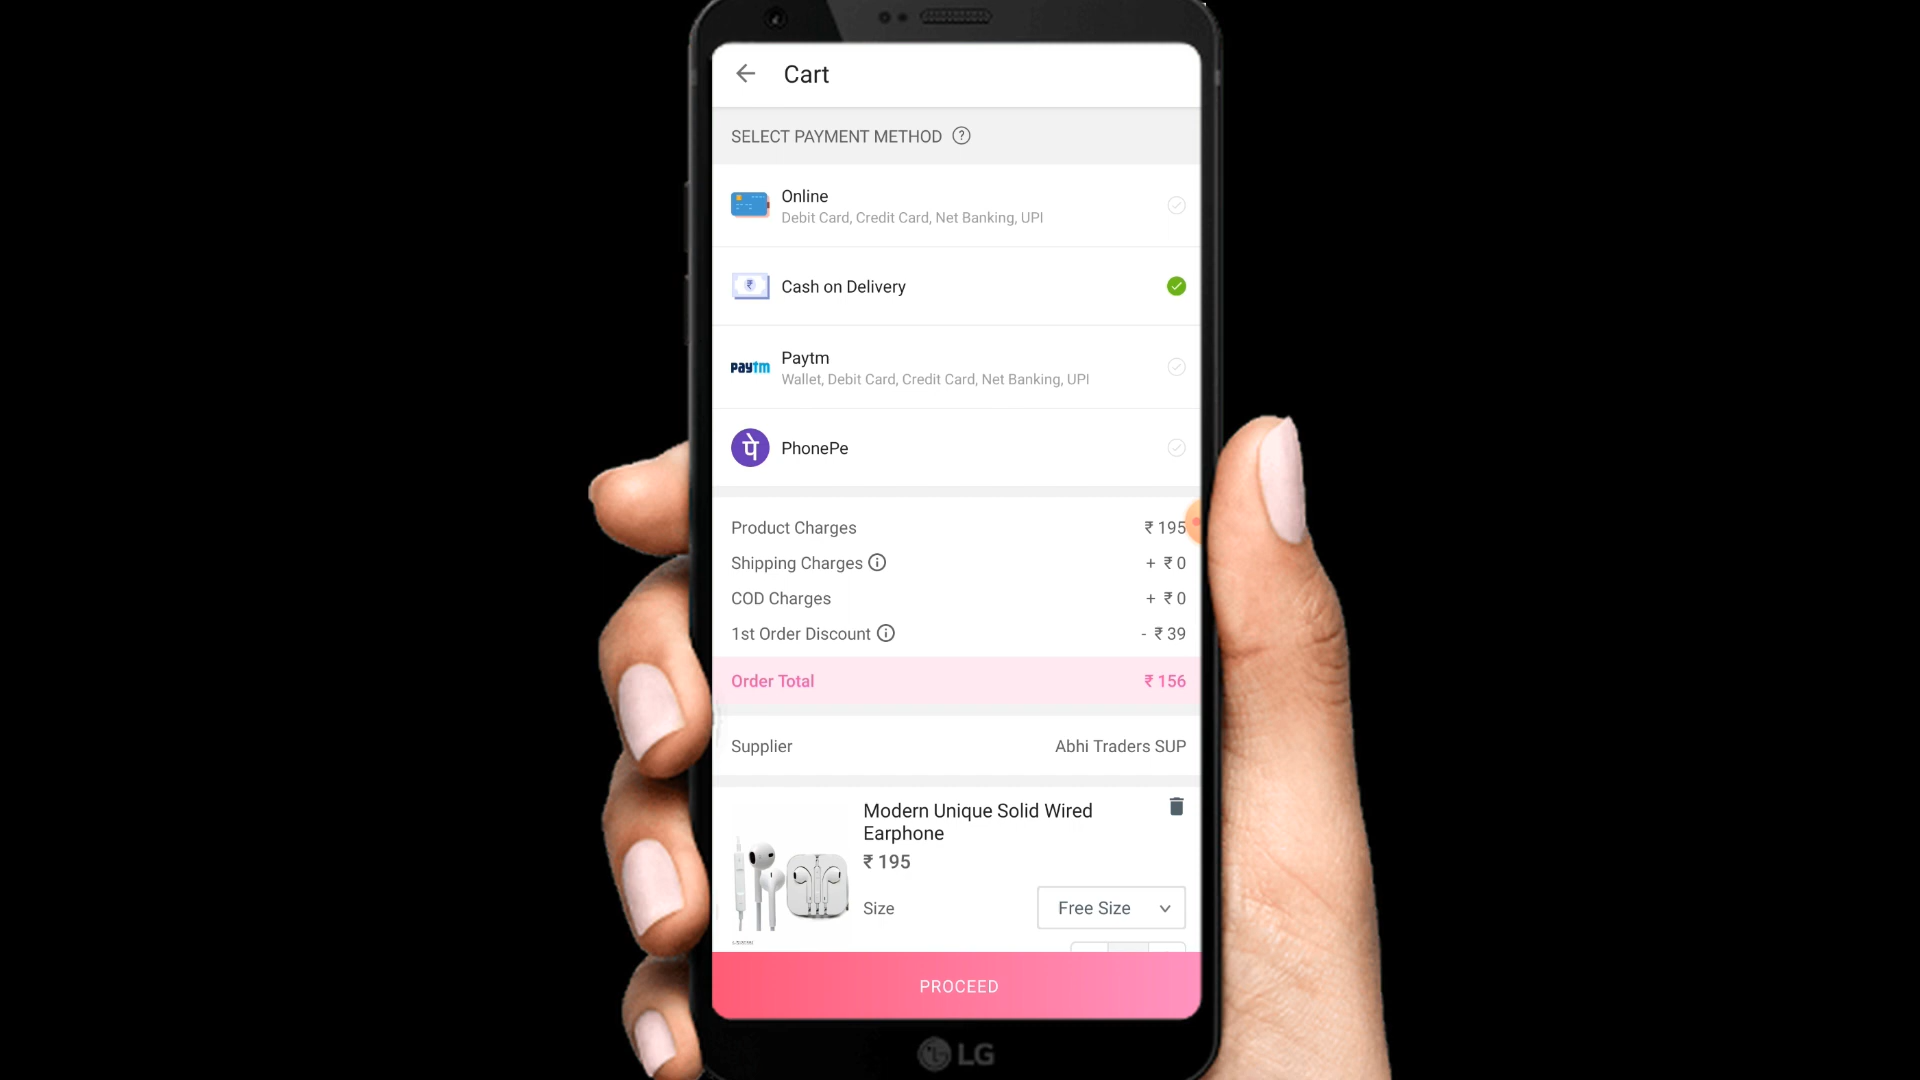 Cart
SELECT PAYMENT METHOD ?
Online
Debit Card, Credit Card, Net Banking, UPI
₹
Cash on Delivery
paytm
Paytm
Wallet, Debit Card, Credit Card, Net Banking, UPI
पे
PhonePe
Product Charges ₹ 195
Shipping Charges + ₹ 0
COD Charges + ₹ 0
1st Order Discount - ₹ 39
Order Total ₹ 156
Supplier Abhi Traders SUP
Modern Unique Solid Wired
Earphone
₹ 195
Size Free Size
PROCEED
LG